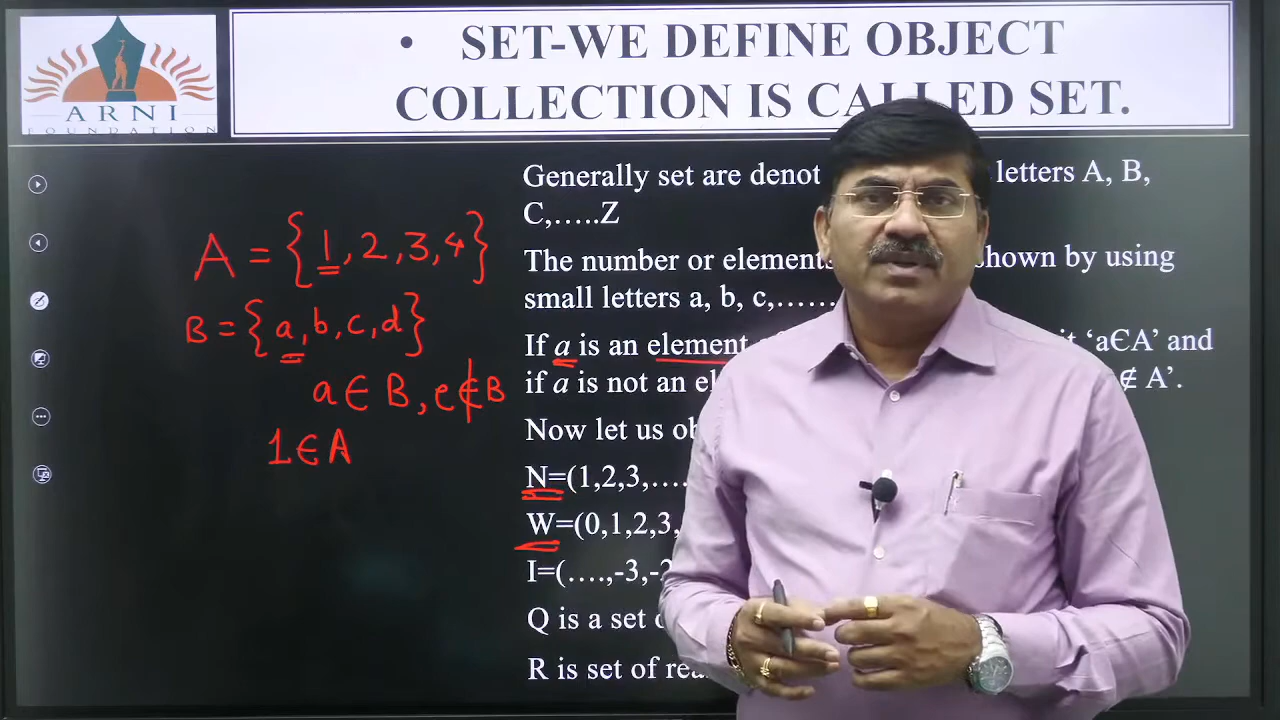 ARNI
FOUNDATION
• SET-WE DEFINE OBJECT
COLLECTION IS CALLED SET.
Generally set are denot letters A, B,
C,…..Z
The number or elements shown by using
small letters a, b, c,……
If a is an element it ‘aЄA’ and
if a is not an el ∉ A’.
Now let us ob
N=(1,2,3,….
W=(0,1,2,3,
I=(….,-3,-2
Q is a set
R is set of rea
A = {1,2,3,4}
B = {a,b,c,d}
a ∈ B, e ∉ B
1 ∈ A